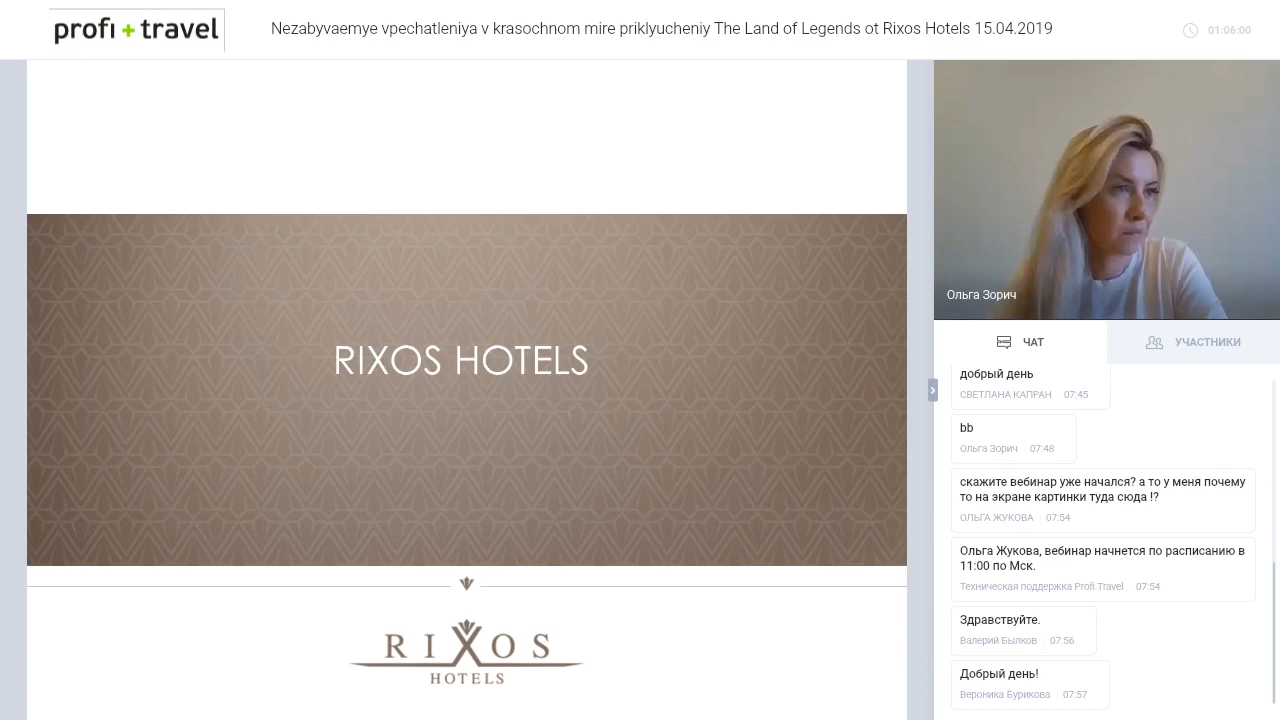 profi + travel
Nezabyvaemye vpechatleniya v krasochnom mire priklyucheniy The Land of Legends ot Rixos Hotels 15.04.2019
01:06:00
RIXOS HOTELS
RIXOS
HOTELS
Ольга Зорич
ЧАТ
УЧАСТНИКИ
добрый день
СВЕТЛАНА КАПРАН 07:45
bb
Ольга Зорич 07:48
скажите вебинар уже начался? а то у меня почему
то на экране картинки туда сюда !?
ОЛЬГА ЖУКОВА 07:54
Ольга Жукова, вебинар начнется по расписанию в
11:00 по Мск.
Техническая поддержка Profi.Travel 07:54
Здравствуйте.
Валерий Былков 07:56
Добрый день!
Вероника Бурикова 07:57